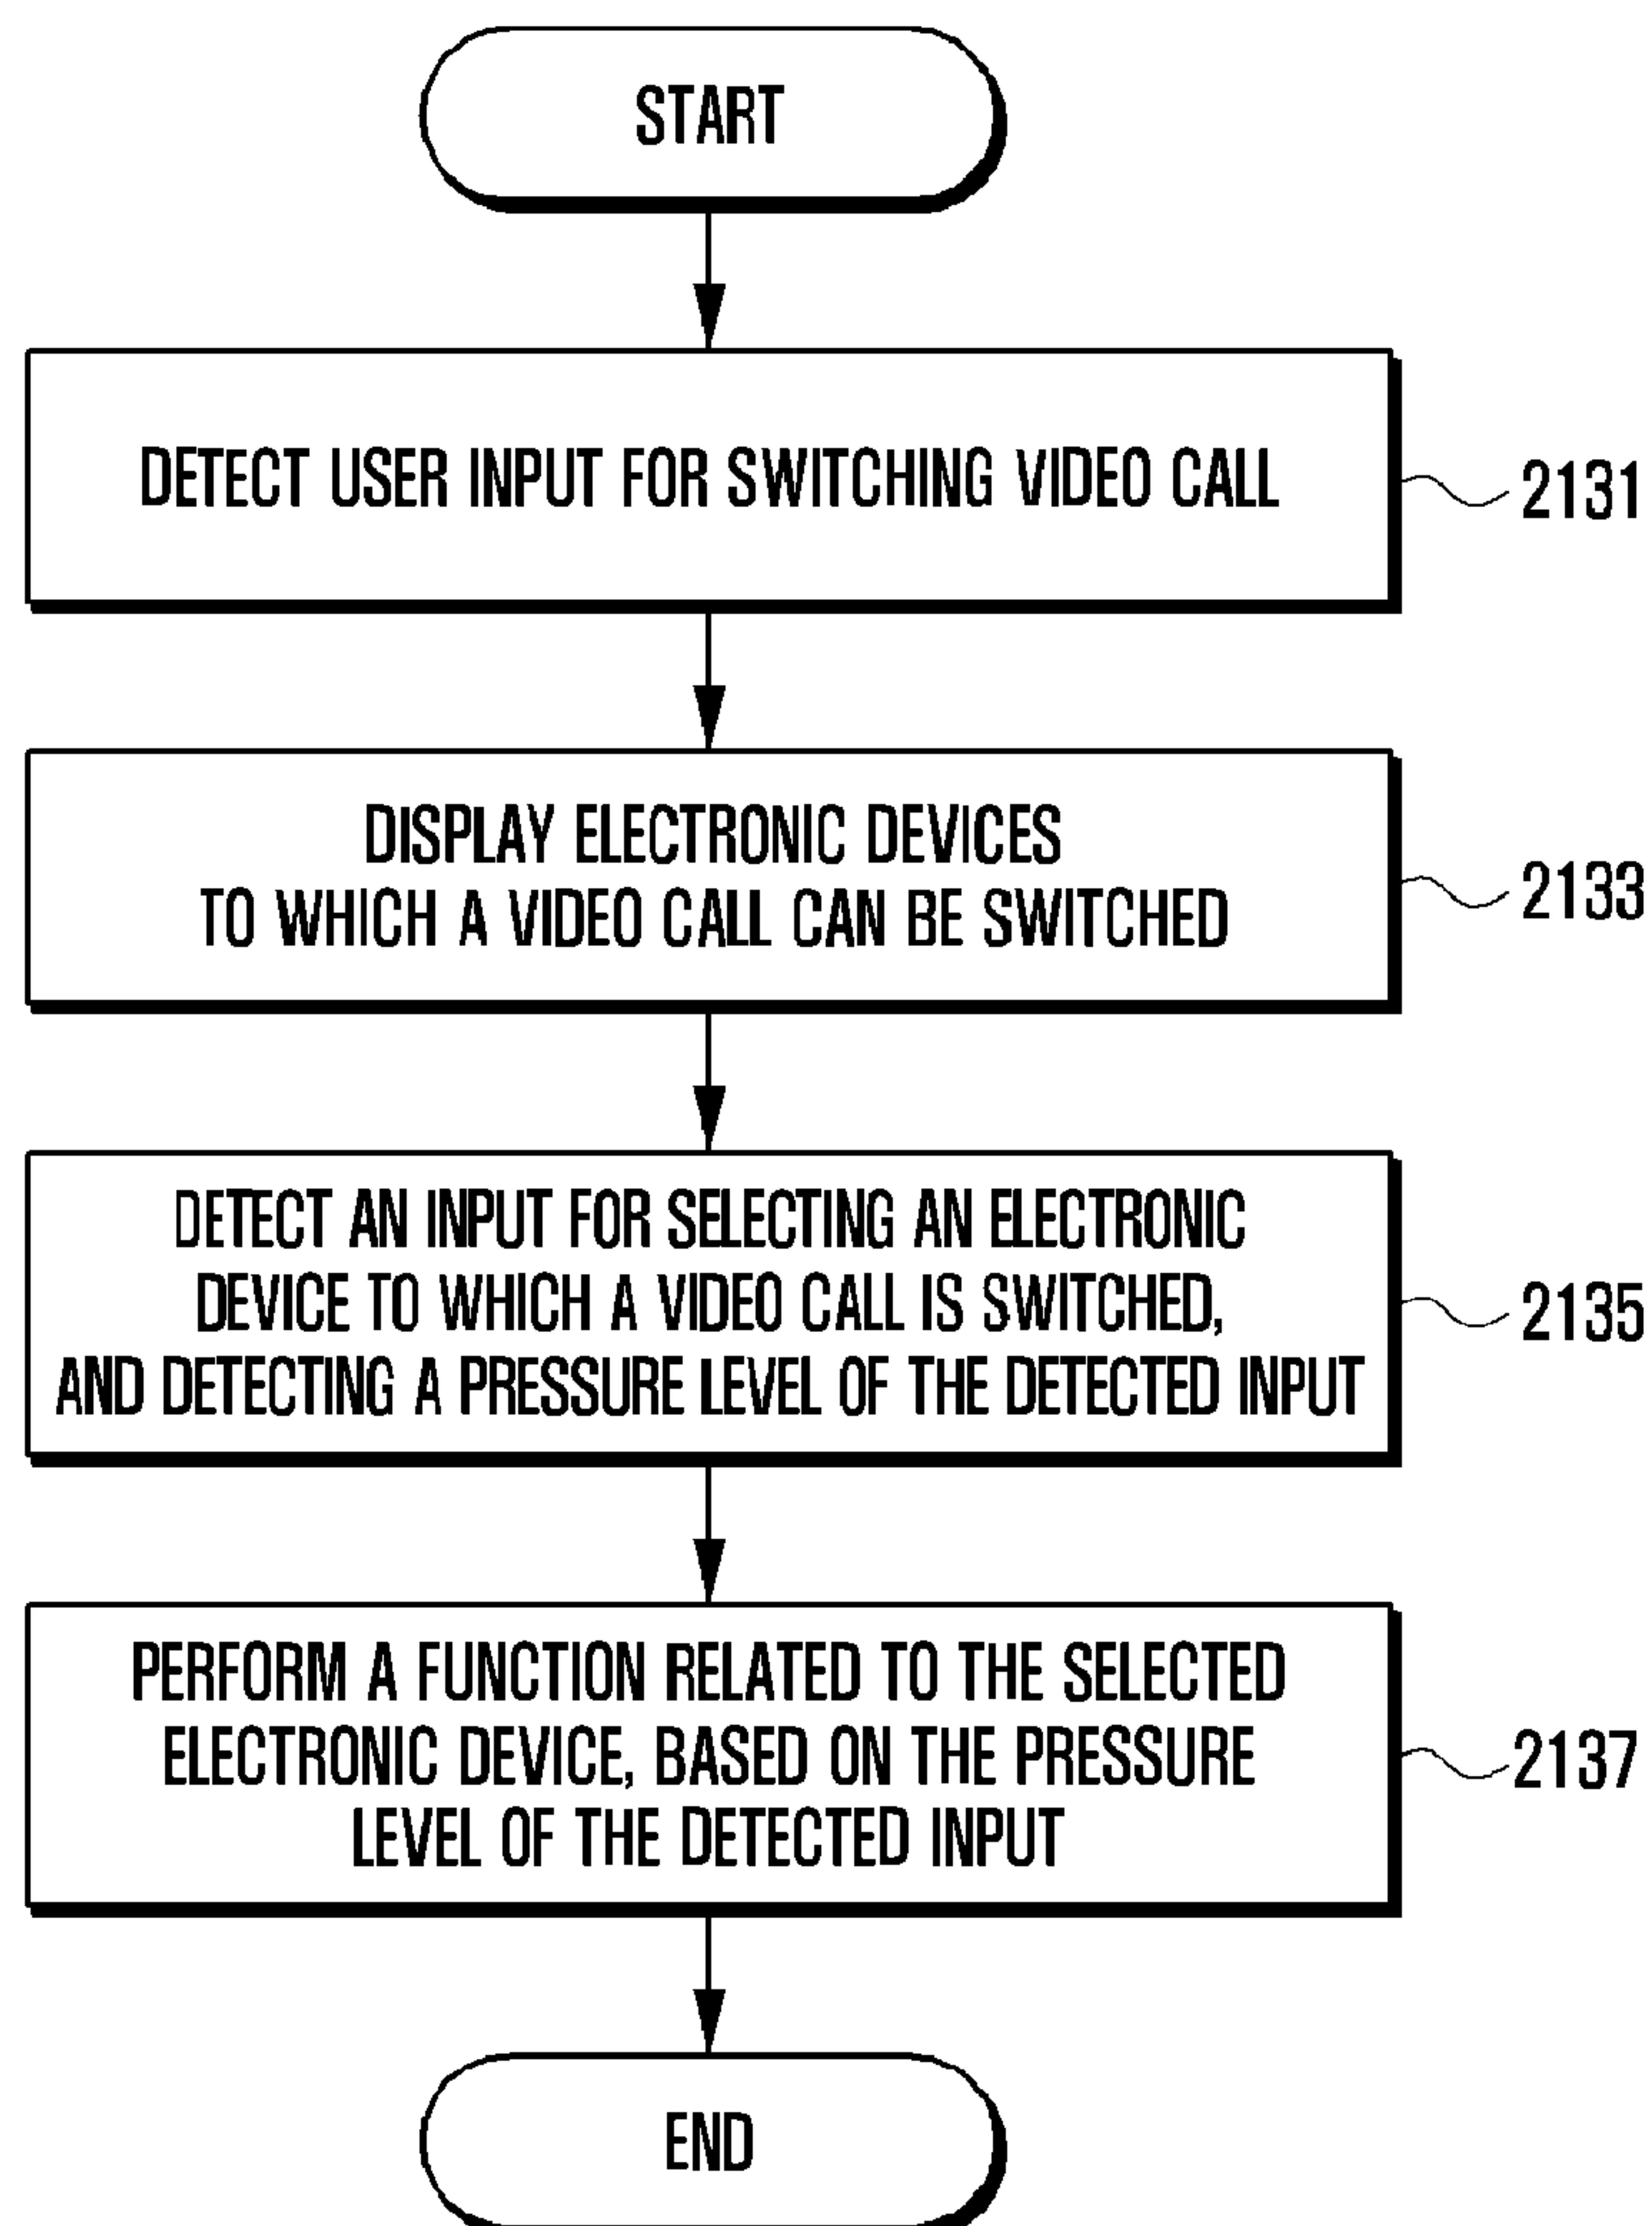 START
DETECT USER INPUT FOR SWITCHING VIDEO CALL
2131
DISPLAY ELECTRONIC DEVICES
TO WHICH A VIDEO CALL CAN BE SWITCHED
2133
DETECT AN INPUT FOR SELECTING AN ELECTRONIC
DEVICE TO WHICH A VIDEO CALL IS SWITCHED,
AND DETECTING A PRESSURE LEVEL OF THE DETECTED INPUT
2135
PERFORM A FUNCTION RELATED TO THE SELECTED
ELECTRONIC DEVICE, BASED ON THE PRESSURE
LEVEL OF THE DETECTED INPUT
2137
END